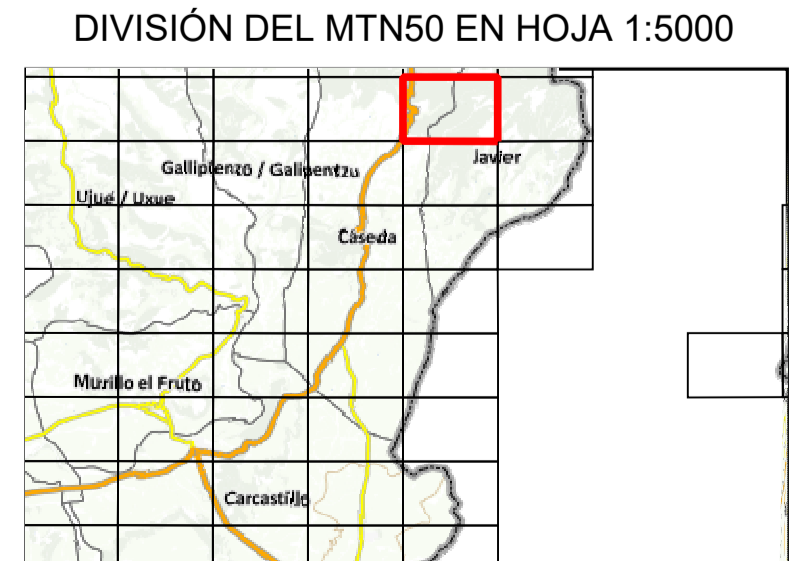 DIVISIÓN DEL MTN50 EN HOJA 1:5000
Javier
Gallipienzo / Galipentzu
Ujué / Uxue
Cáseda
Murillo el Fruto
Carcastillo